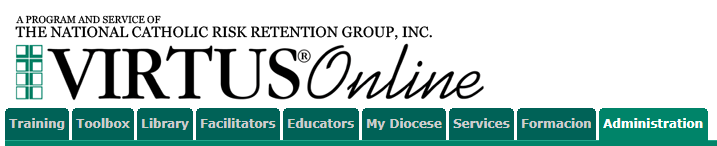 A PROGRAM AND SERVICE OF
THE NATIONAL CATHOLIC RISK RETENTION GROUP, INC.
VIRTUS® Online
Training Toolbox Library Facilitators Educators My Diocese Services Formacion Administration